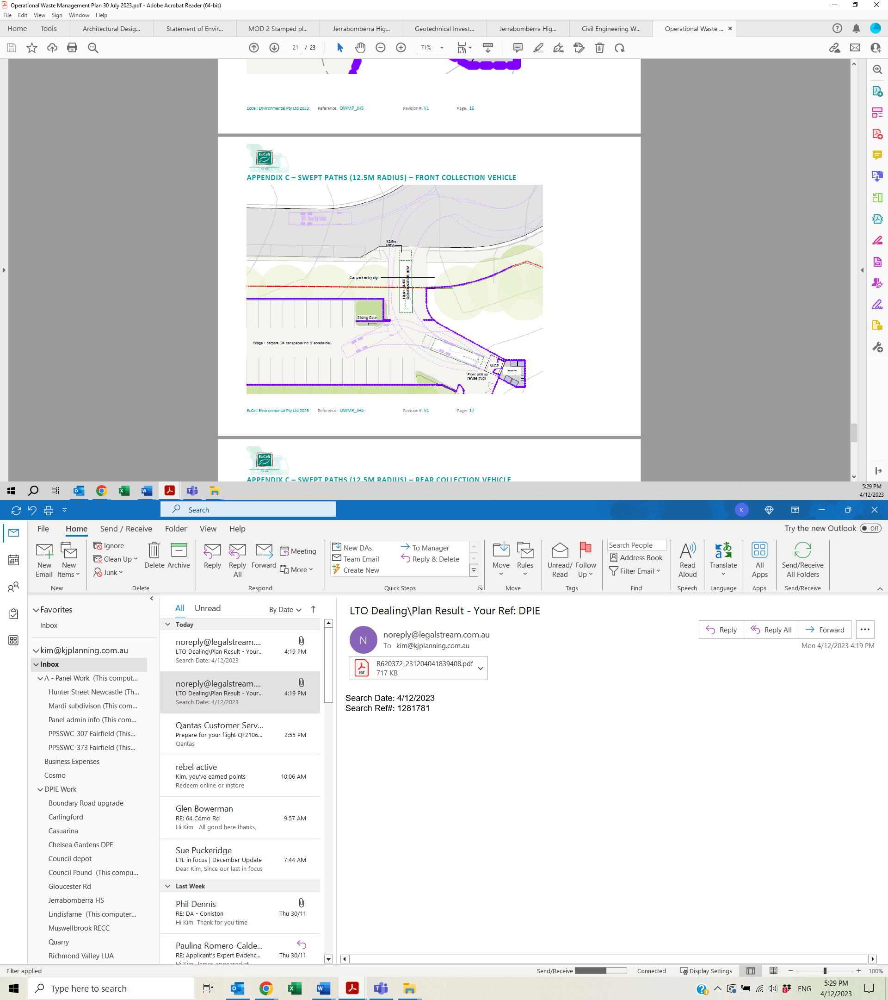 Operational Waste Management Plan 30 July 2023.pdf - Adobe Acrobat Reader (64-bit)
File Edit View Sign Window Help
Home Tools Architectural Desig... Statement of Envir... MOD 2 Stamped pl... Jerrabomberra Hig... Geotechnical Invest... Jerrabomberra Hig... Civil Engineering W... Operational Waste ...
21 / 23 71%
EcCell Environmental Pty Ltd 2023 Reference: OWMP_JHS Revision #: V1 Page: 16
EcCell
APPENDIX C – SWEPT PATHS (12.5M RADIUS) – FRONT COLLECTION VEHICLE
HRV - Heavy Rigid Vehicle
12.5m
HRV
Car park entry sign
CONTRACTOR HRV
Sliding Gate
Stage 1 carpark (34 car spaces inc. 2 accessible)
WCP
Front pick up
refuse truck
EcCell Environmental Pty Ltd 2023 Reference: OWMP_JHS Revision #: V1 Page: 17
EcCell
APPENDIX C – SWEPT PATHS (12.5M RADIUS) – REAR COLLECTION VEHICLE
5:29 PM
4/12/2023
Search
K
File Home Send / Receive Folder View Help
Try the new Outlook Off
New Email
New Items
Ignore
Clean Up
Junk
Delete
Archive
Reply
Reply All
Forward
Meeting
More
New DAs
To Manager
Team Email
Reply & Delete
Create New
Move
Rules
Unread/ Read
Follow Up
Search People
Address Book
Filter Email
Read Aloud
Translate
All Apps
Send/Receive All Folders
New Delete Respond Quick Steps Move Tags Find Speech Language Apps Send/Receive
Favorites
Inbox
kim@kjplanning.com.au
Inbox
A - Panel Work (This comput...
Hunter Street Newcastle (Th...
Mardi subdivison (This com...
Panel admin info (This com...
PPSSWC-307 Fairfield (This...
PPSSWC-373 Fairfield (This...
Business Expenses
Cosmo
DPIE Work
Boundary Road upgrade
Carlingford
Casuarina
Chelsea Gardens DPE
Council depot
Council Pound (This compu...
Gloucester Rd
Jerrabomberra HS
Lindisfarne (This computer...
Muswellbrook RECC
Quarry
Richmond Valley LUA
All Unread By Date
Today
noreply@legalstream....
LTO Dealing\Plan Result - Your... 4:19 PM
Search Date: 4/12/2023
noreply@legalstream....
LTO Dealing\Plan Result - Your... 4:19 PM
Search Date: 4/12/2023
Qantas Customer Serv...
Prepare for your flight QF2106... 2:55 PM
Qantas
rebel active
Kim, you've earned points 10:06 AM
Redeem online or instore
Glen Bowerman
RE: 64 Como Rd 9:57 AM
Hi Kim All good here thanks,
Sue Puckeridge
LTL in focus | December Update 7:44 AM
Dear Kim, Since our last in focus
Last Week
Phil Dennis
RE: DA - Coniston Thu 30/11
Hi Kim Thank for you time
Paulina Romero-Calde...
RE: Applicant's Expert Evidenc... Thu 30/11
Hi Kim James appeared at
LTO Dealing\Plan Result - Your Ref: DPIE
N
noreply@legalstream.com.au
To kim@kjplanning.com.au
Reply Reply All Forward
Mon 4/12/2023 4:19 PM
PDF
R620372_231204041839408.pdf
717 KB
Search Date: 4/12/2023
Search Ref#: 1281781
Filter applied Send/Receive Connected Display Settings 100%
Type here to search
2
ENG
5:29 PM
4/12/2023